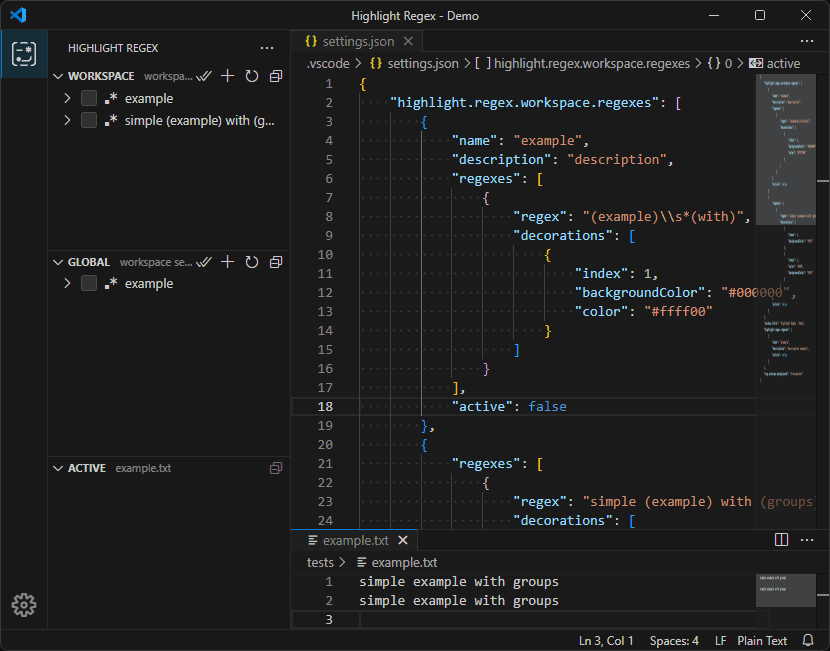 Highlight Regex - Demo
HIGHLIGHT REGEX
WORKSPACE workspa...
example
simple (example) with (g...
GLOBAL workspace se...
example
ACTIVE example.txt
settings.json
.vscode > settings.json > [ ] highlight.regex.workspace.regexes > { } 0 > active
1 {
2 "highlight.regex.workspace.regexes": [
3 {
4 "name": "example",
5 "description": "description",
6 "regexes": [
7 {
8 "regex": "(example)\\s*(with)",
9 "decorations": [
10 {
11 "index": 1,
12 "backgroundColor": "#000000",
13 "color": "#ffff00"
14 }
15 ]
16 }
17 ],
18 "active": false
19 },
20 {
21 "regexes": [
22 {
23 "regex": "simple (example) with (groups
24 "decorations": [
example.txt
tests > example.txt
1 simple example with groups
2 simple example with groups
3
Ln 3, Col 1 Spaces: 4 LF Plain Text